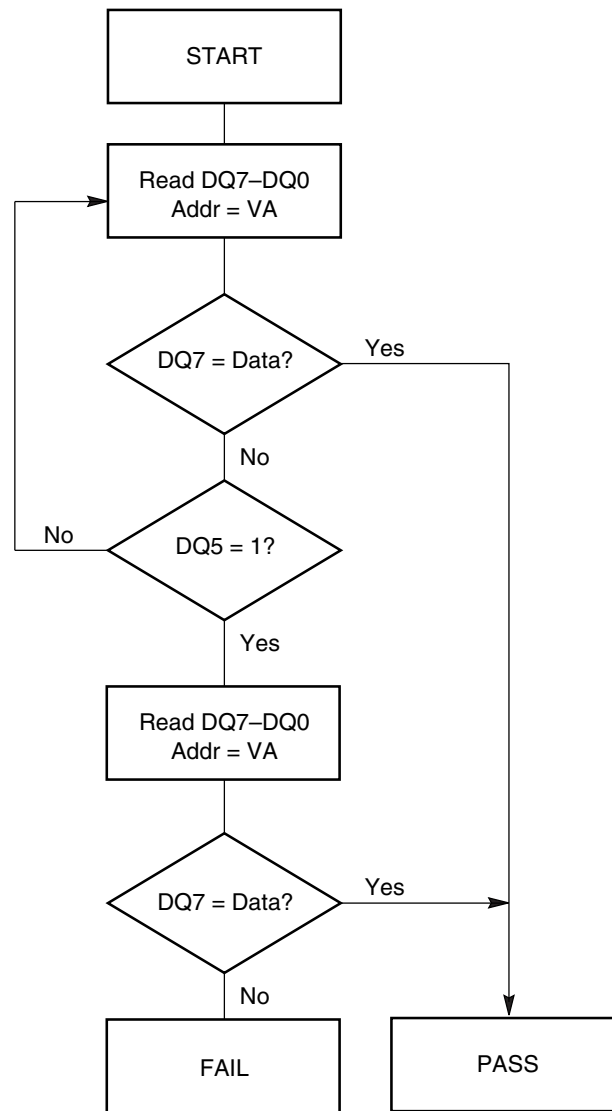 START
Read DQ7–DQ0
Addr = VA
DQ7 = Data?
Yes
No
No
DQ5 = 1?
Yes
Read DQ7–DQ0
Addr = VA
DQ7 = Data?
Yes
No
FAIL
PASS